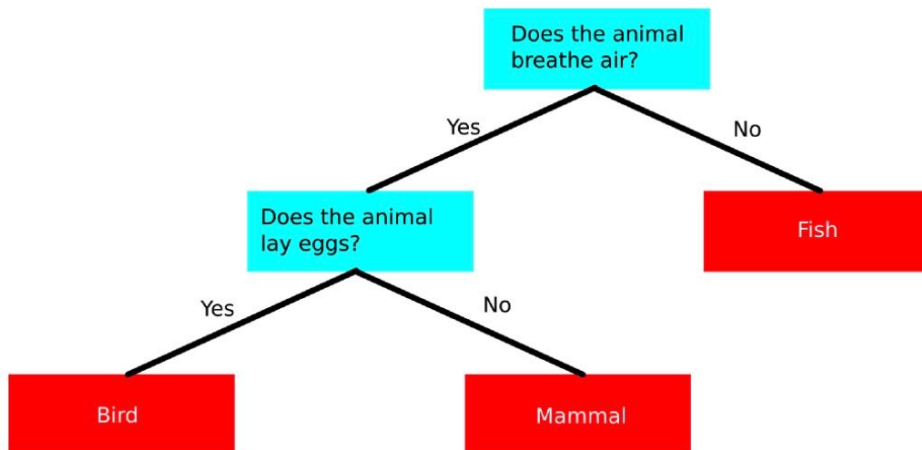 Does the animal
breathe air?
Yes
No
Does the animal
lay eggs?
Fish
Yes
No
Bird
Mammal